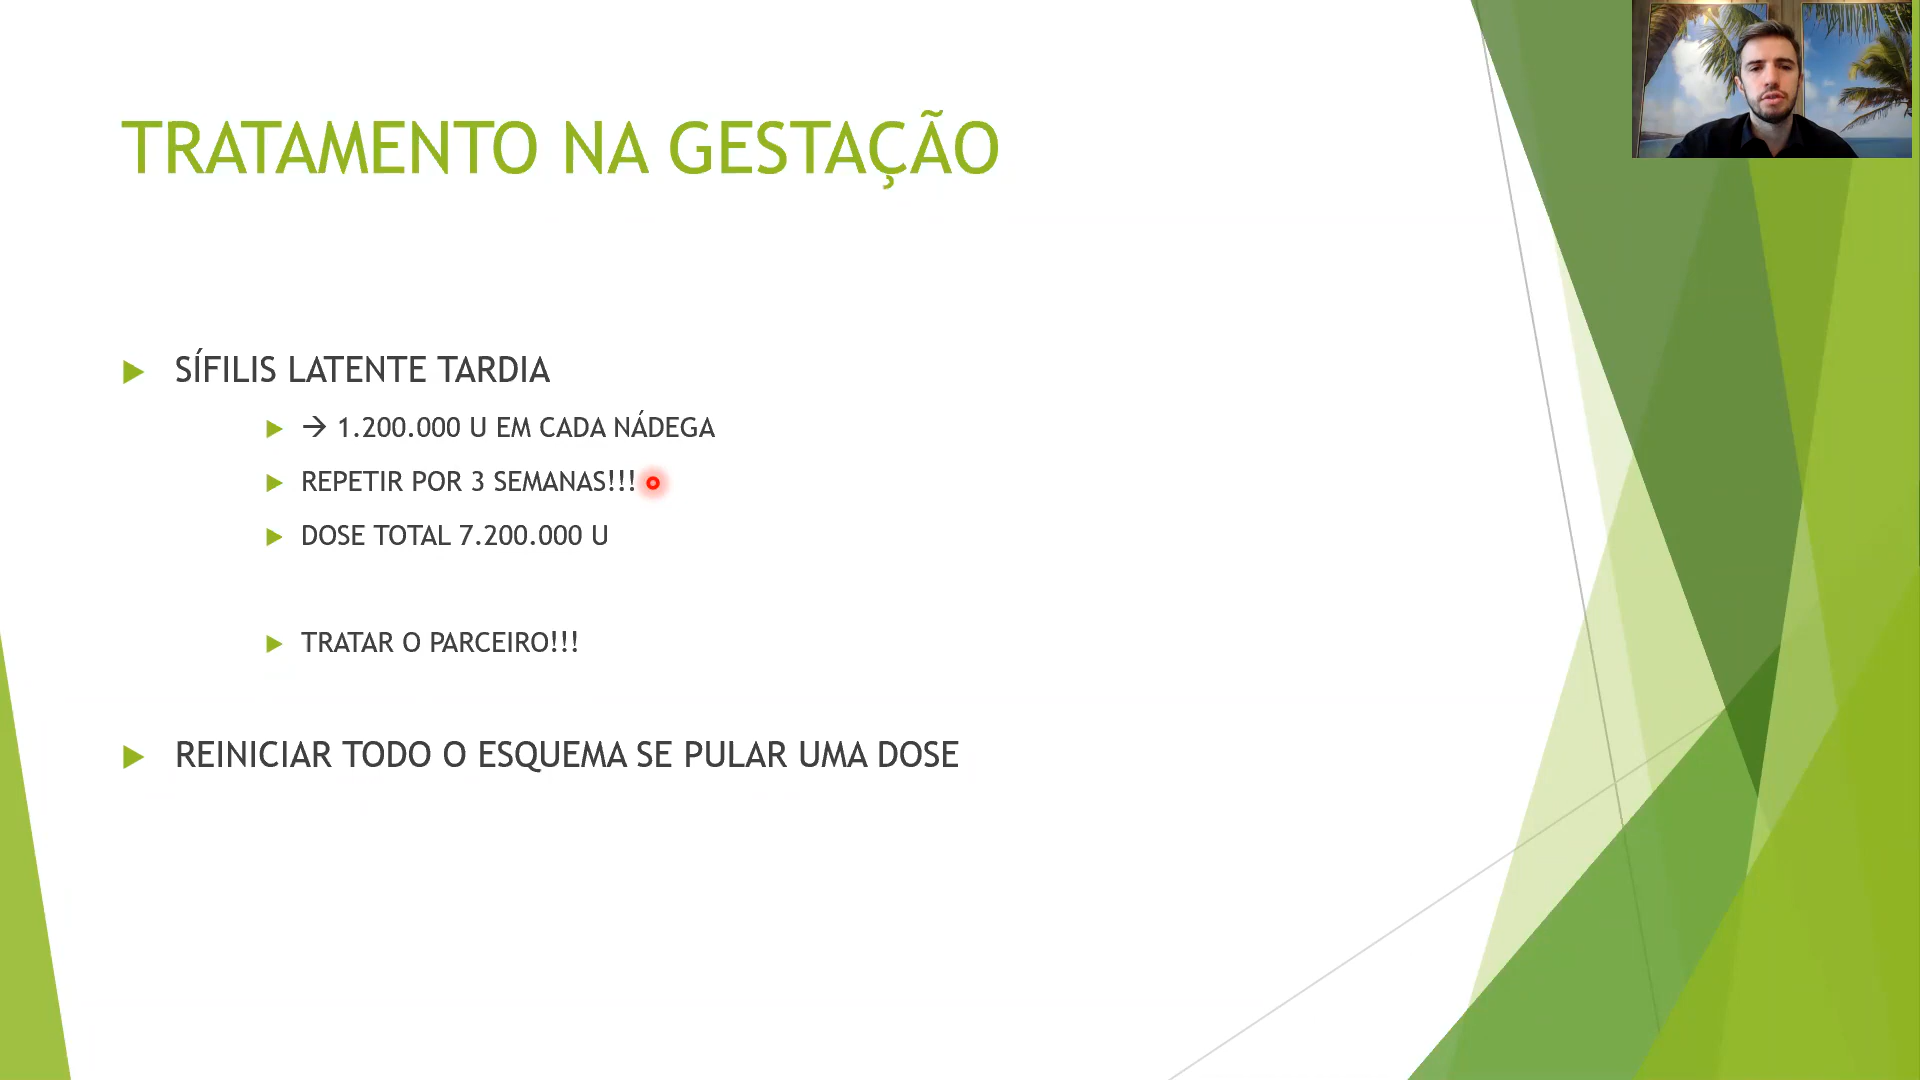 TRATAMENTO NA GESTAÇÃO
SÍFILIS LATENTE TARDIA
→ 1.200.000 U EM CADA NÁDEGA
REPETIR POR 3 SEMANAS!!!
DOSE TOTAL 7.200.000 U
TRATAR O PARCEIRO!!!
REINICIAR TODO O ESQUEMA SE PULAR UMA DOSE